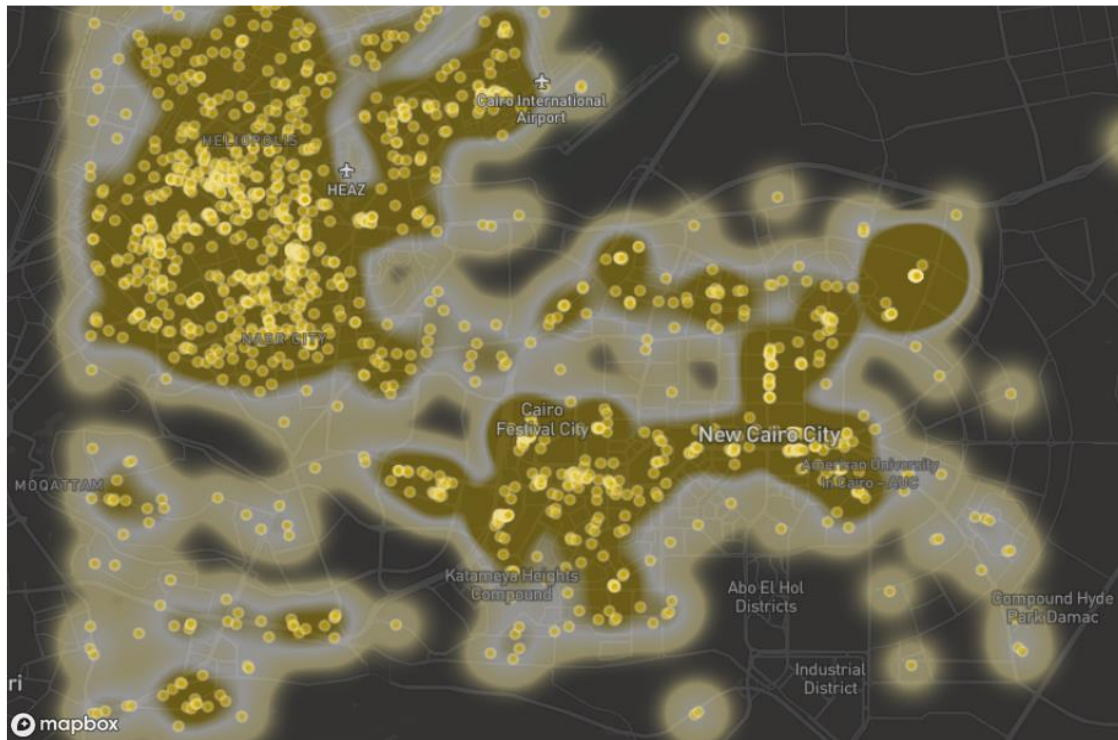 Cairo International
Airport
HELIOPOLIS
HEAZ
NASR CITY
Cairo
Festival City
New Cairo City
American University
in Cairo - AUC
MOQATTAM
Katameya Heights
Compound
Abo El Hol
Districts
Compound Hyde
Park Damac
Industrial
District
ri
mapbox